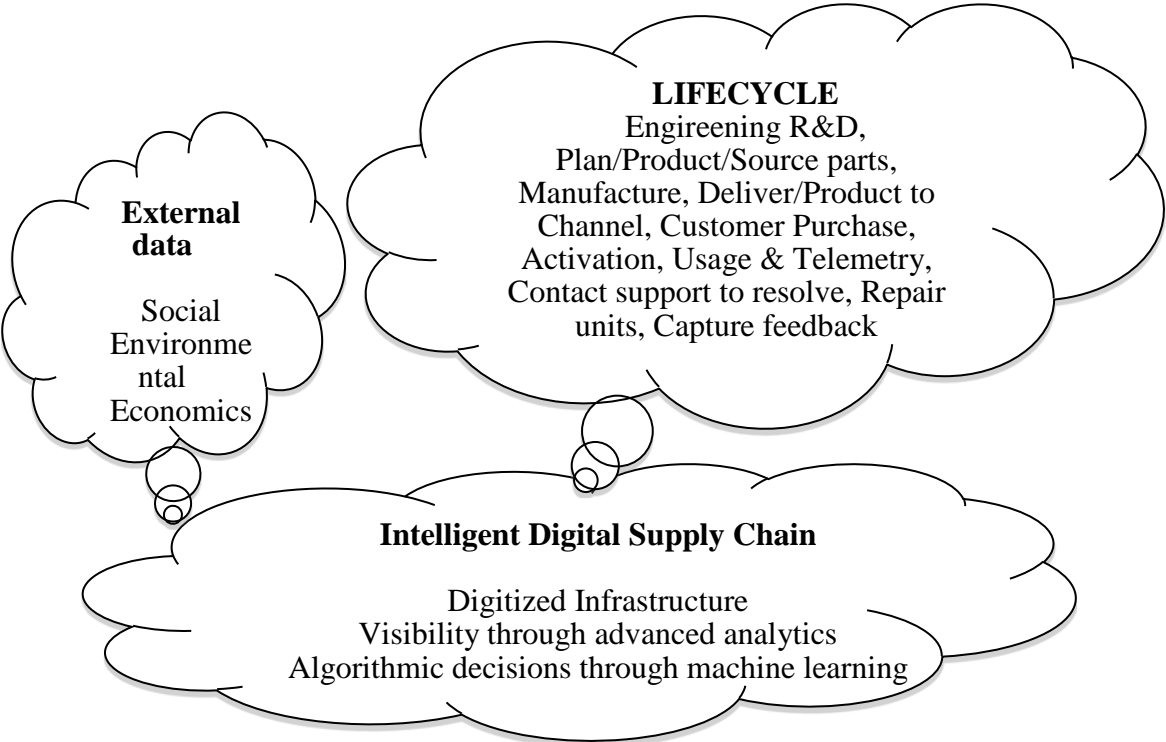 External
data
Social
Environme
ntal
Economics
LIFECYCLE
Engireening R&D,
Plan/Product/Source parts,
Manufacture, Deliver/Product to
Channel, Customer Purchase,
Activation, Usage & Telemetry,
Contact support to resolve, Repair
units, Capture feedback
Intelligent Digital Supply Chain
Digitized Infrastructure
Visibility through advanced analytics
Algorithmic decisions through machine learning